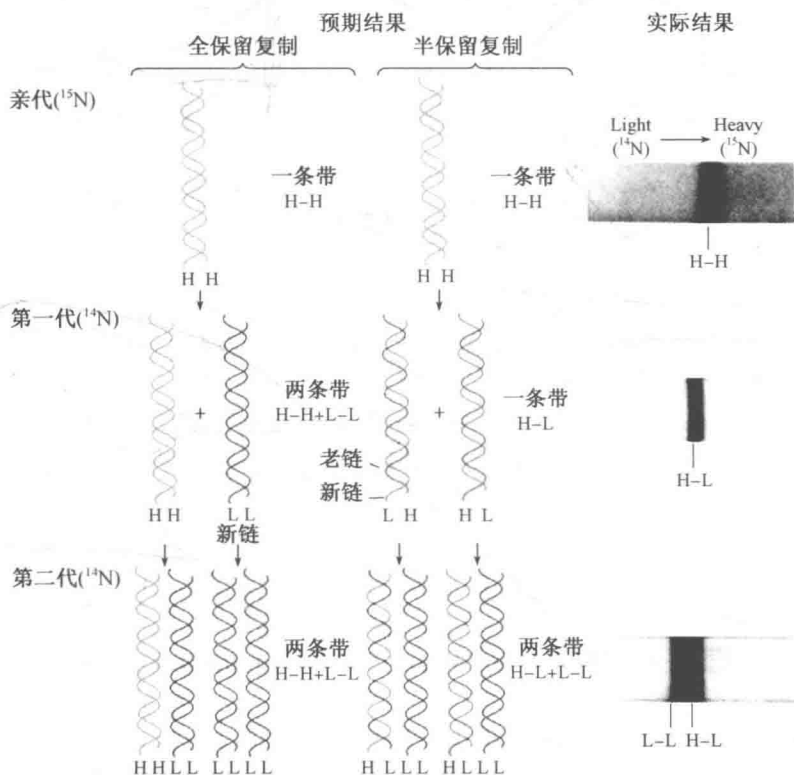 预期结果
实际结果
全保留复制
半保留复制
亲代(¹⁵N)
Light
(¹⁴N)
Heavy
(¹⁵N)
一条带
H-H
一条带
H-H
H-H
H H
H H
第一代(¹⁴N)
两条带
H-H+L-L
一条带
H-L
+
+
老链
新链
H-L
H H
L L
新链
L H
H L
第二代(¹⁴N)
两条带
H-H+L-L
两条带
H-L+L-L
L-L H-L
H H L L
L L L L
H L L L
H L L L